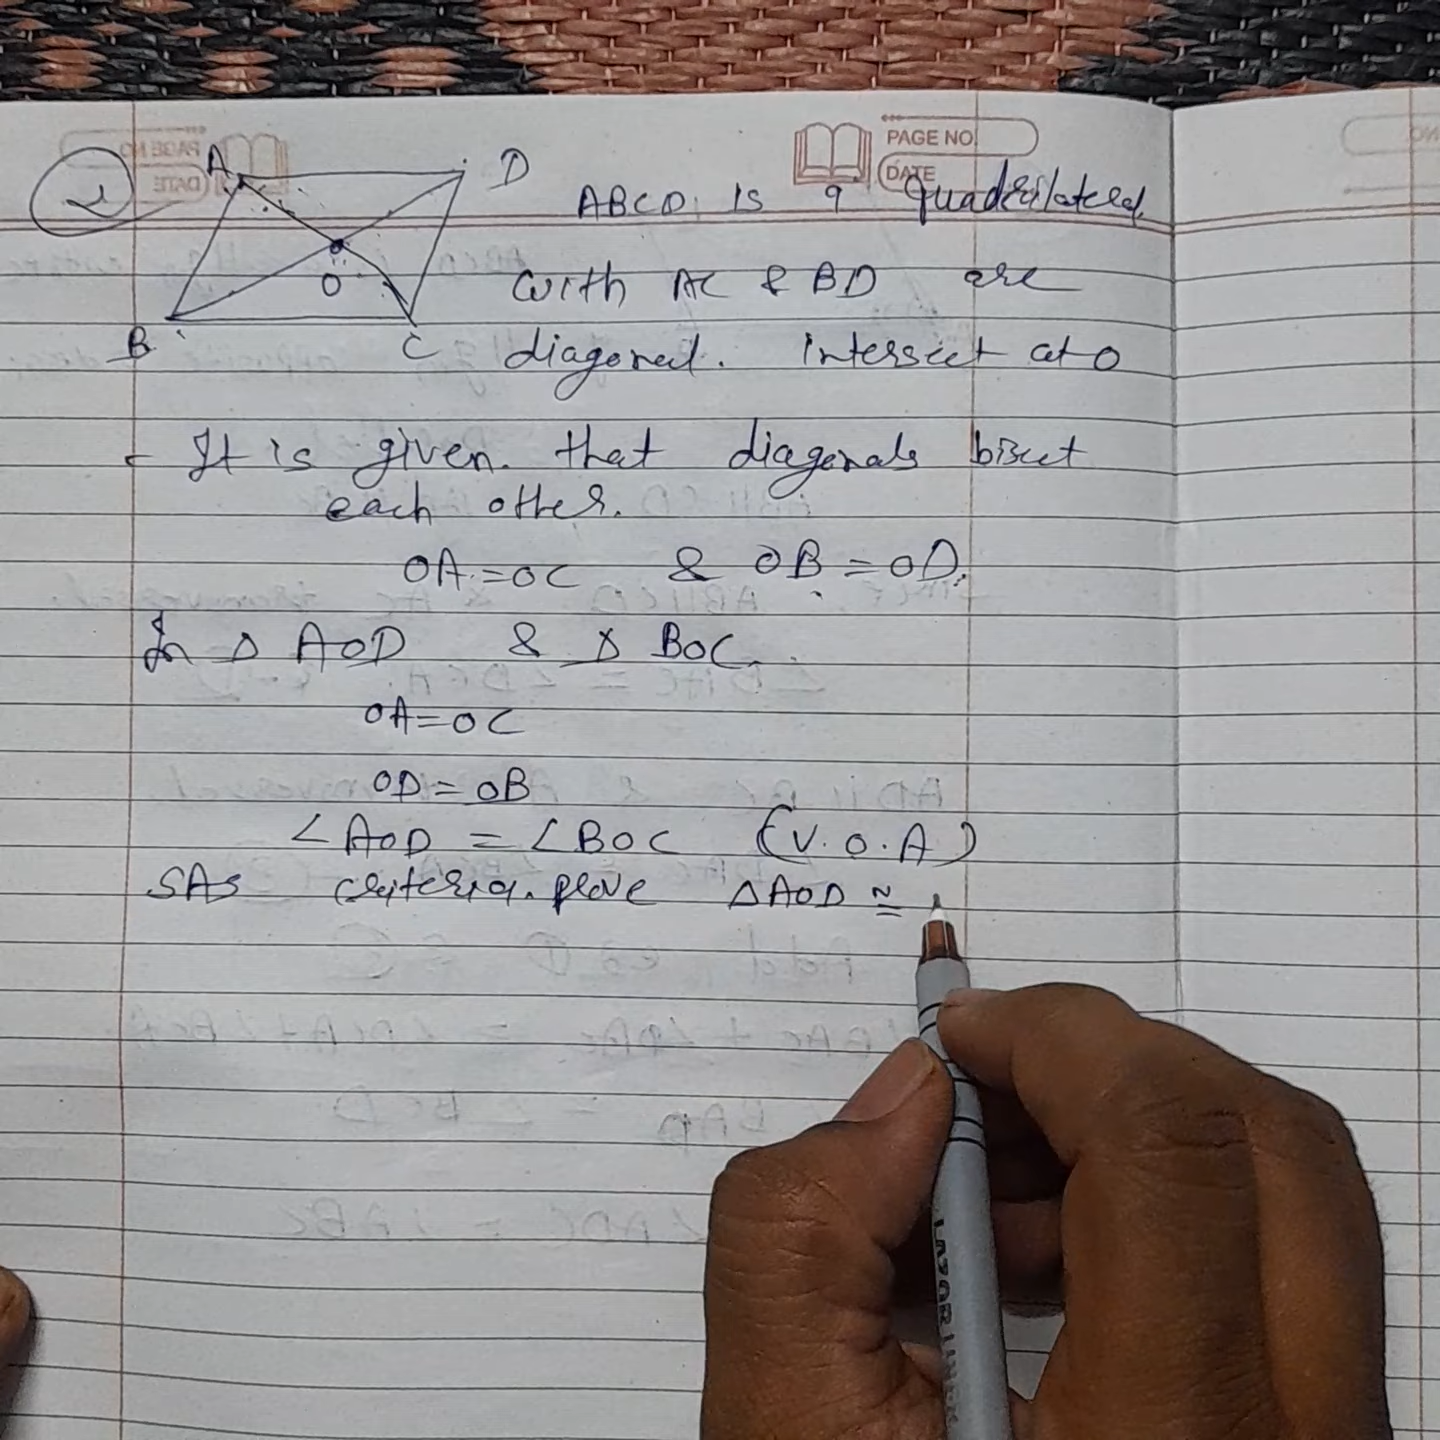 2
A
D
O
B
C
PAGE NO.
DATE
ABCD is a quadrilateral
with AC & BD are
diagonal. intersect at O
It is given. that diagonals bisect
each other.
OA = OC & OB = OD.
In △ AOD & △ BOC.
OA = OC
OD = OB
∠AOD = ∠BOC (V.O.A)
SAS criteria. prove △AOD ≅